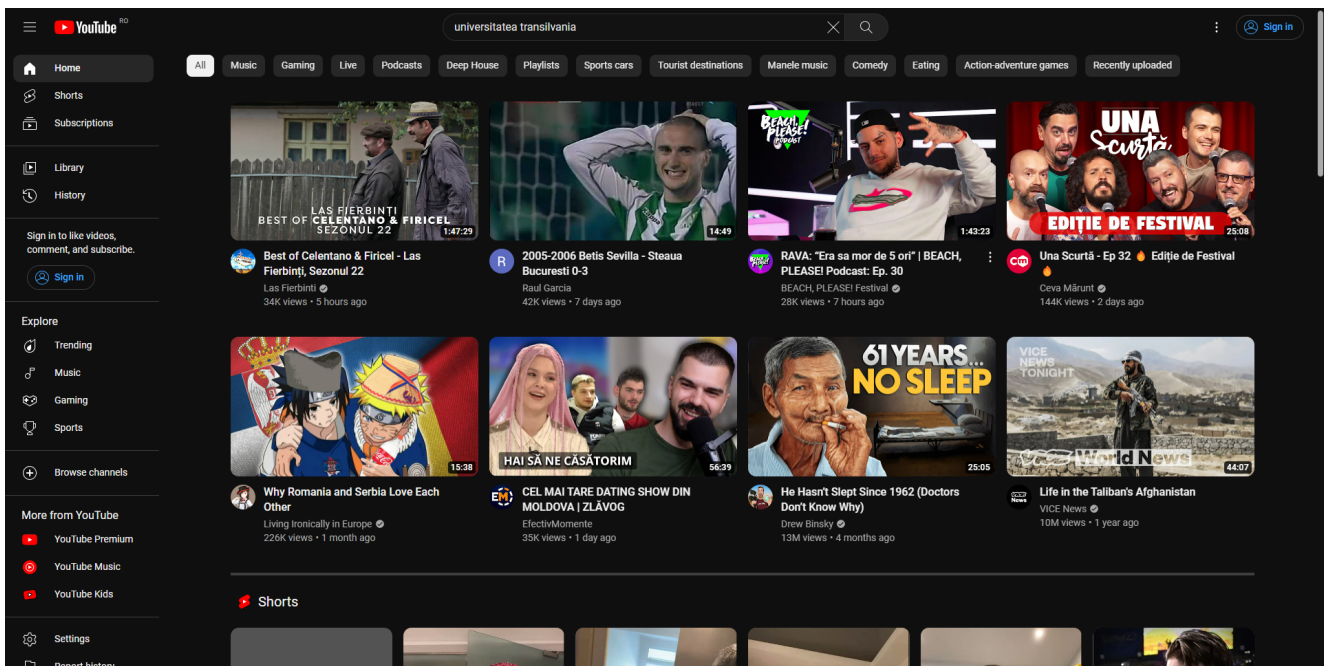 YouTube RO
universitatea transilvania
Sign in
Home
Shorts
Subscriptions
Library
History
Sign in to like videos,
comment, and subscribe.
Sign in
Explore
Trending
Music
Gaming
Sports
Browse channels
More from YouTube
YouTube Premium
YouTube Music
YouTube Kids
Settings
Report history
All Music Gaming Live Podcasts Deep House Playlists Sports cars Tourist destinations Manele music Comedy Eating Action-adventure games Recently uploaded
LAS FIERBINȚI
BEST OF CELENTANO & FIRICEL
SEZONUL 22
1:47:29
Best of Celentano & Firicel - Las
Fierbinți, Sezonul 22
Las Fierbinti
34K views • 5 hours ago
14:49
R
2005-2006 Betis Sevilla - Steaua
Bucuresti 0-3
Raul Garcia
42K views • 7 days ago
BEACH,
PLEASE!
PODCAST
1:43:23
RAVA: “Era sa mor de 5 ori” | BEACH,
PLEASE! Podcast: Ep. 30
BEACH, PLEASE! Festival
28K views • 7 hours ago
UNA
Scurtă
EDIȚIE DE FESTIVAL
25:08
cm
Una Scurtă - Ep 32 🔥 Ediție de Festival
🔥
Ceva Mărunt
144K views • 2 days ago
15:38
Why Romania and Serbia Love Each
Other
Living Ironically in Europe
226K views • 1 month ago
HAI SĂ NE CĂSĂTORIM
56:39
EM
CEL MAI TARE DATING SHOW DIN
MOLDOVA | ZLĂVOG
EfectivMomente
35K views • 1 day ago
61 YEARS...
NO SLEEP
25:05
He Hasn't Slept Since 1962 (Doctors
Don't Know Why)
Drew Binsky
13M views • 4 months ago
VICE
NEWS
TONIGHT
VICE World News
44:07
VICE
News
Life in the Taliban's Afghanistan
VICE News
10M views • 1 year ago
Shorts